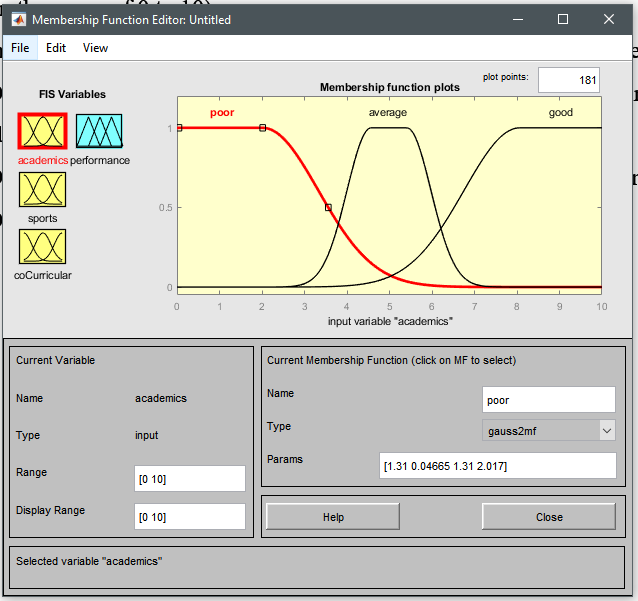 Membership Function Editor: Untitled
File Edit View
FIS Variables
academics performance
sports
coCurricular
plot points: 181
Membership function plots
poor average good
1
0.5
0
0 1 2 3 4 5 6 7 8 9 10
input variable "academics"
Current Variable
Name academics
Type input
Range [0 10]
Display Range [0 10]
Current Membership Function (click on MF to select)
Name poor
Type gauss2mf
Params [1.31 0.04665 1.31 2.017]
Help Close
Selected variable "academics"